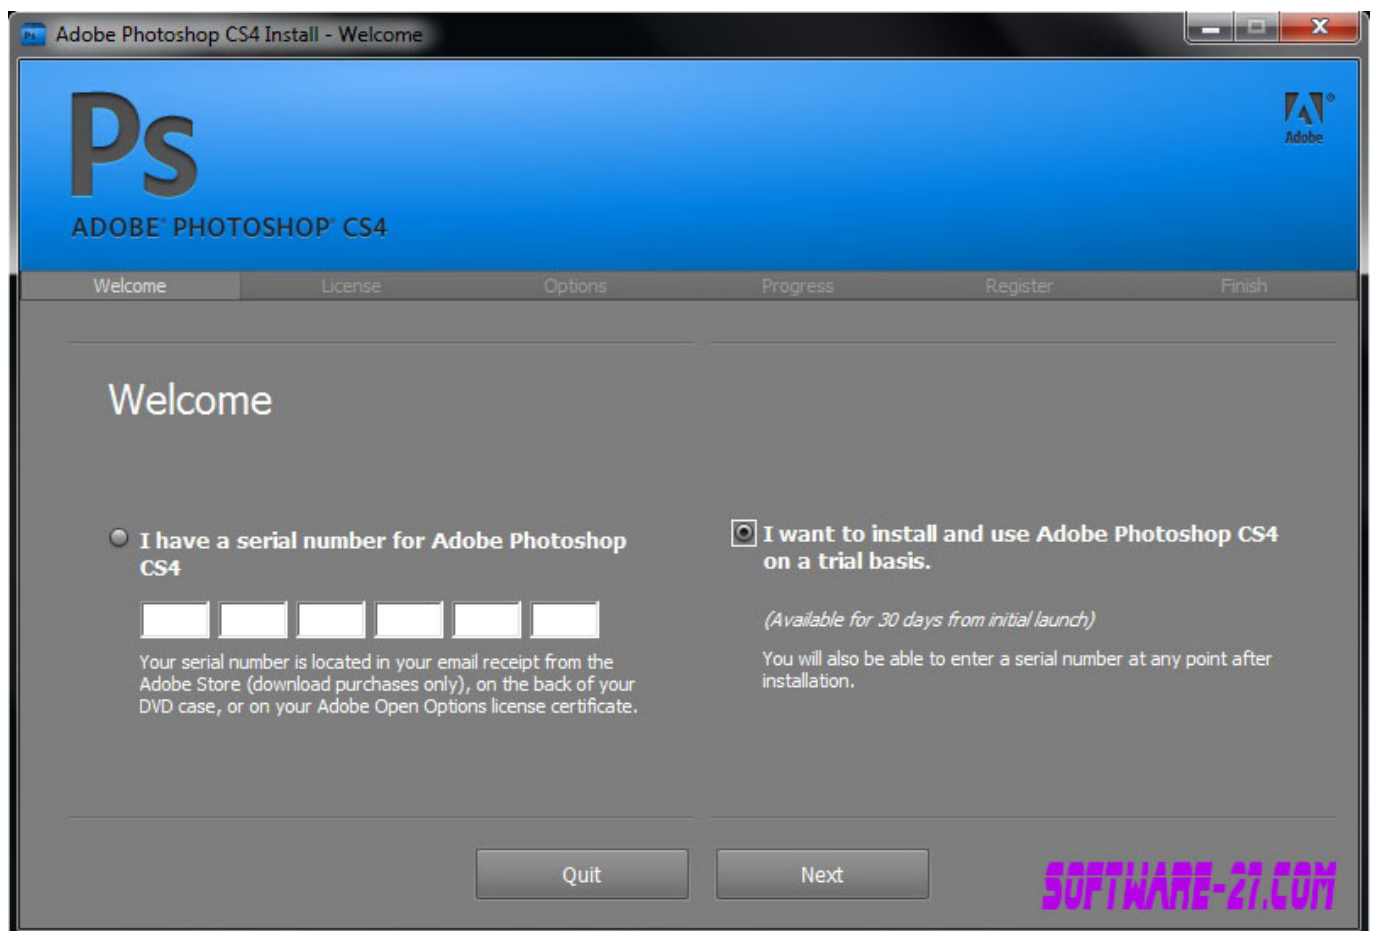 Ps Adobe Photoshop CS4 Install - Welcome
Ps
Adobe
ADOBE® PHOTOSHOP® CS4
Welcome License Options Progress Register Finish
Welcome
I have a serial number for Adobe Photoshop
CS4
Your serial number is located in your email receipt from the
Adobe Store (download purchases only), on the back of your
DVD case, or on your Adobe Open Options license certificate.
I want to install and use Adobe Photoshop CS4
on a trial basis.
(Available for 30 days from initial launch)
You will also be able to enter a serial number at any point after
installation.
Quit Next
SOFTWARE-27.COM